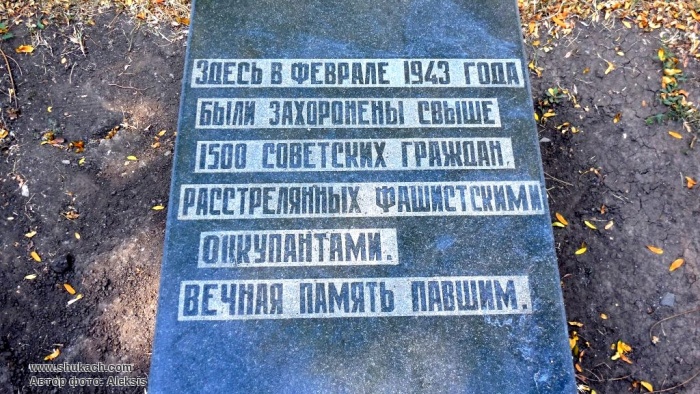 ЗДЕСЬ В ФЕВРАЛЕ 1943 ГОДА
БЫЛИ ЗАХОРОНЕНЫ СВЫШЕ
1500 СОВЕТСКИХ ГРАЖДАН,
РАССТРЕЛЯННЫХ ФАШИСТСКИМИ
ОККУПАНТАМИ.
ВЕЧНАЯ ПАМЯТЬ ПАВШИМ.
www.shukach.com
Автор фото: Aleksis